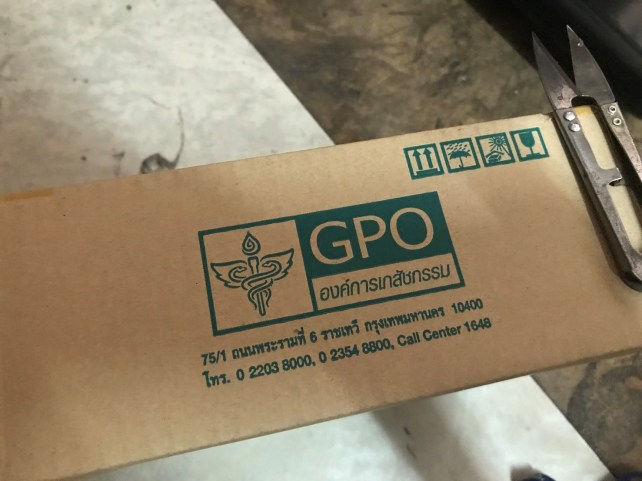 GPO
องค์การเภสัชกรรม
75/1 ถนนพระรามที่ 6 ราชเทวี กรุงเทพมหานคร 10400
โทร. 0 2203 8000, 0 2354 8800, Call Center 1648